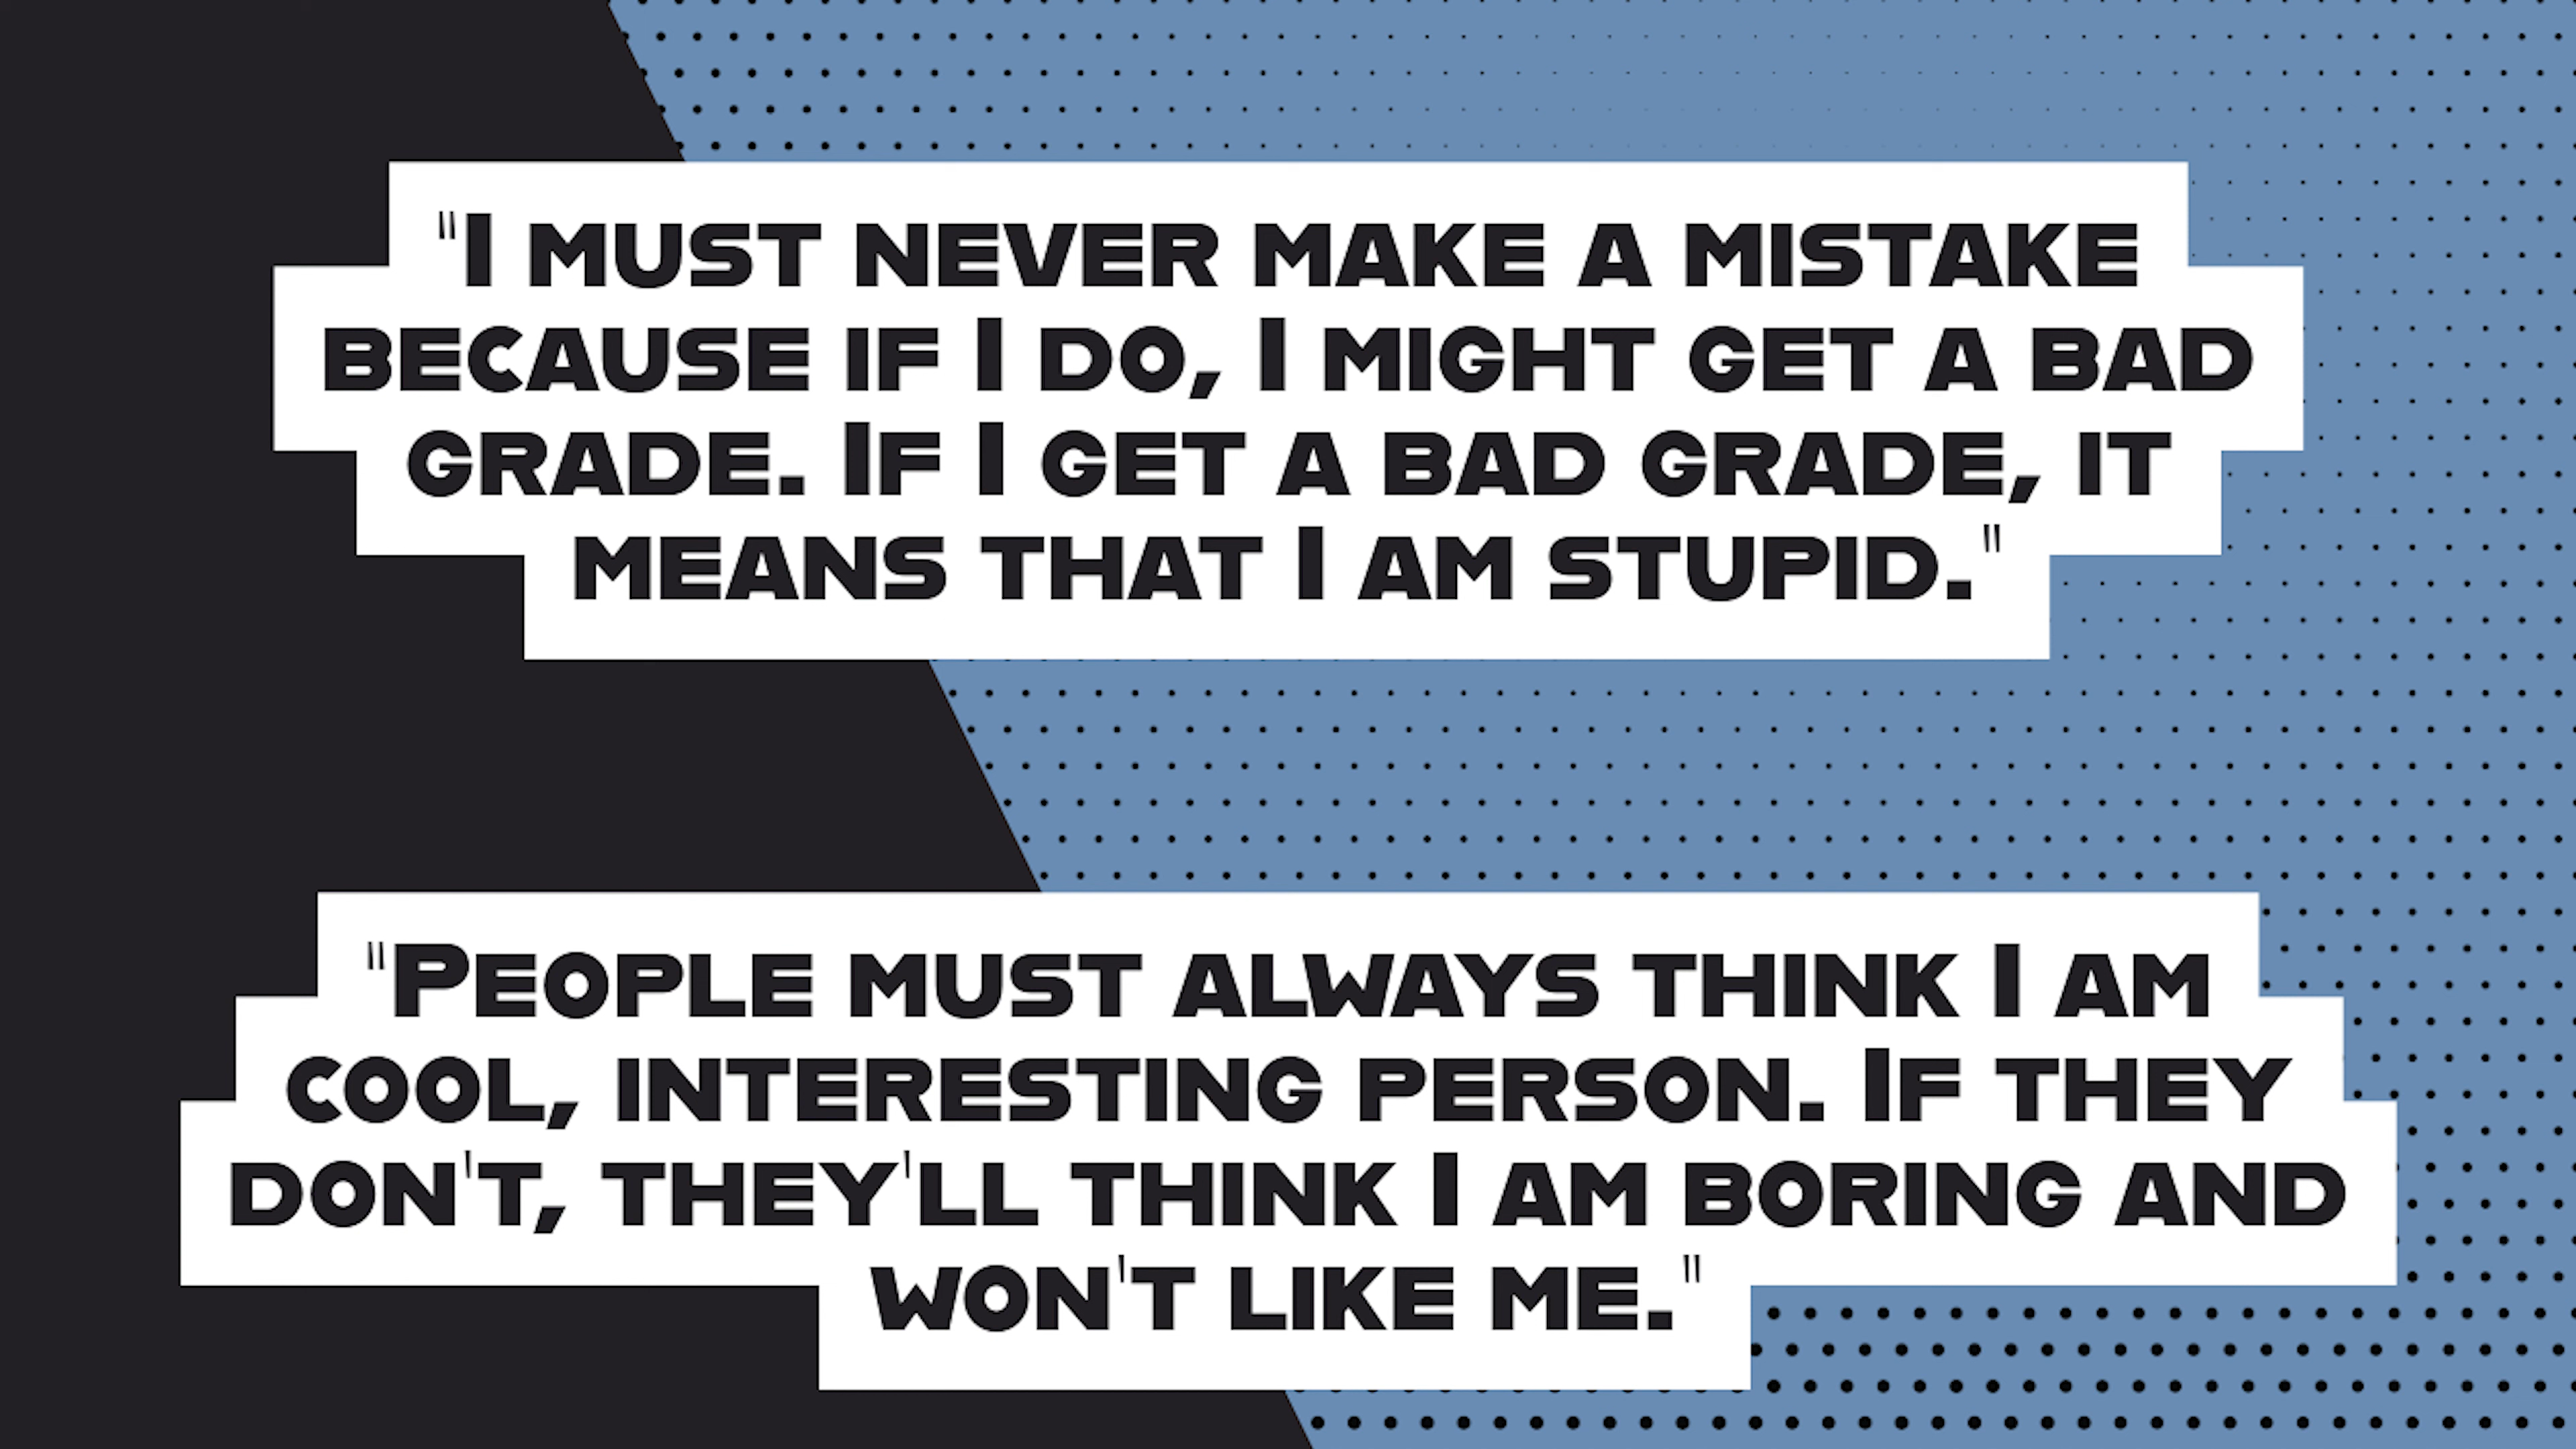 "I must never make a mistake
because if I do, I might get a bad
grade. If I get a bad grade, it
means that I am stupid."
"People must always think I am
cool, interesting person. If they
don't, they'll think I am boring and
won't like me."